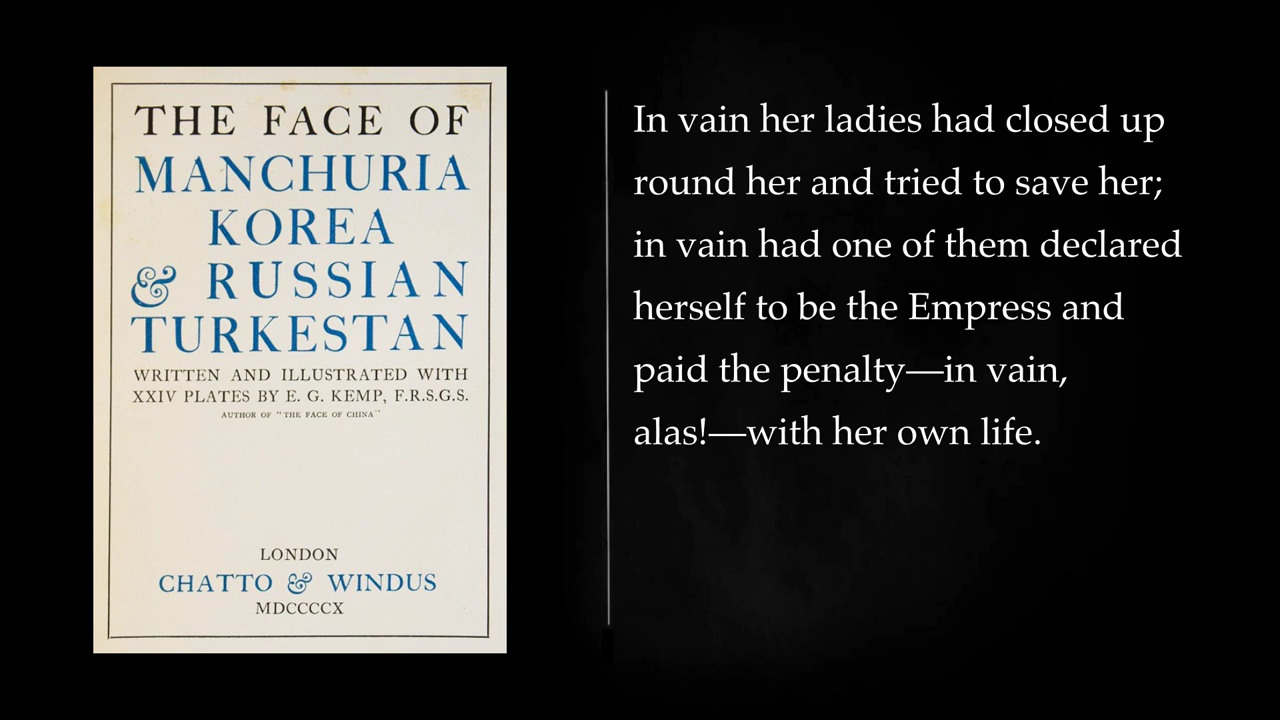 THE FACE OF
MANCHURIA
KOREA
& RUSSIAN
TURKESTAN
WRITTEN AND ILLUSTRATED WITH
XXIV PLATES BY E. G. KEMP, F.R.S.G.S.
AUTHOR OF "THE FACE OF CHINA"
LONDON
CHATTO & WINDUS
MDCCCCX
In vain her ladies had closed up
round her and tried to save her;
in vain had one of them declared
herself to be the Empress and
paid the penalty—in vain,
alas!—with her own life.